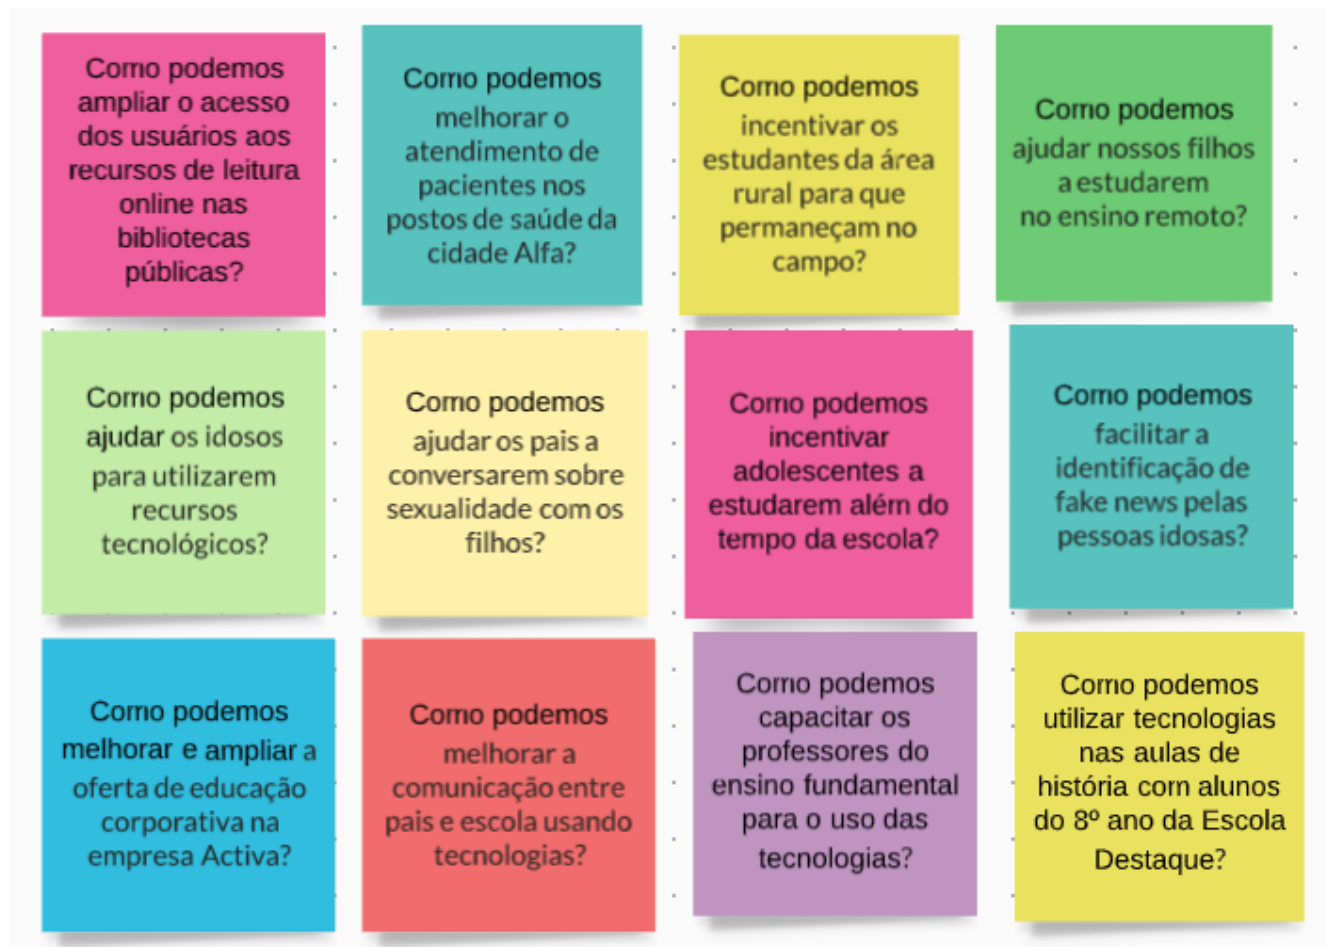 Como podemos
ampliar o acesso
dos usuários aos
recursos de leitura
online nas
bibliotecas
públicas?
Como podemos
melhorar o
atendimento de
pacientes nos
postos de saúde da
cidade Alfa?
Como podemos
incentivar os
estudantes da área
rural para que
permaneçam no
campo?
Como podemos
ajudar nossos filhos
a estudarem
no ensino remoto?
Como podemos
ajudar os idosos
para utilizarem
recursos
tecnológicos?
Como podemos
ajudar os pais a
conversarem sobre
sexualidade com os
filhos?
Como podemos
incentivar
adolescentes a
estudarem além do
tempo da escola?
Como podemos
facilitar a
identificação de
fake news pelas
pessoas idosas?
Como podemos
melhorar e ampliar a
oferta de educação
corporativa na
empresa Activa?
Como podemos
melhorar a
comunicação entre
pais e escola usando
tecnologias?
Como podemos
capacitar os
professores do
ensino fundamental
para o uso das
tecnologias?
Como podemos
utilizar tecnologias
nas aulas de
história com alunos
do 8º ano da Escola
Destaque?